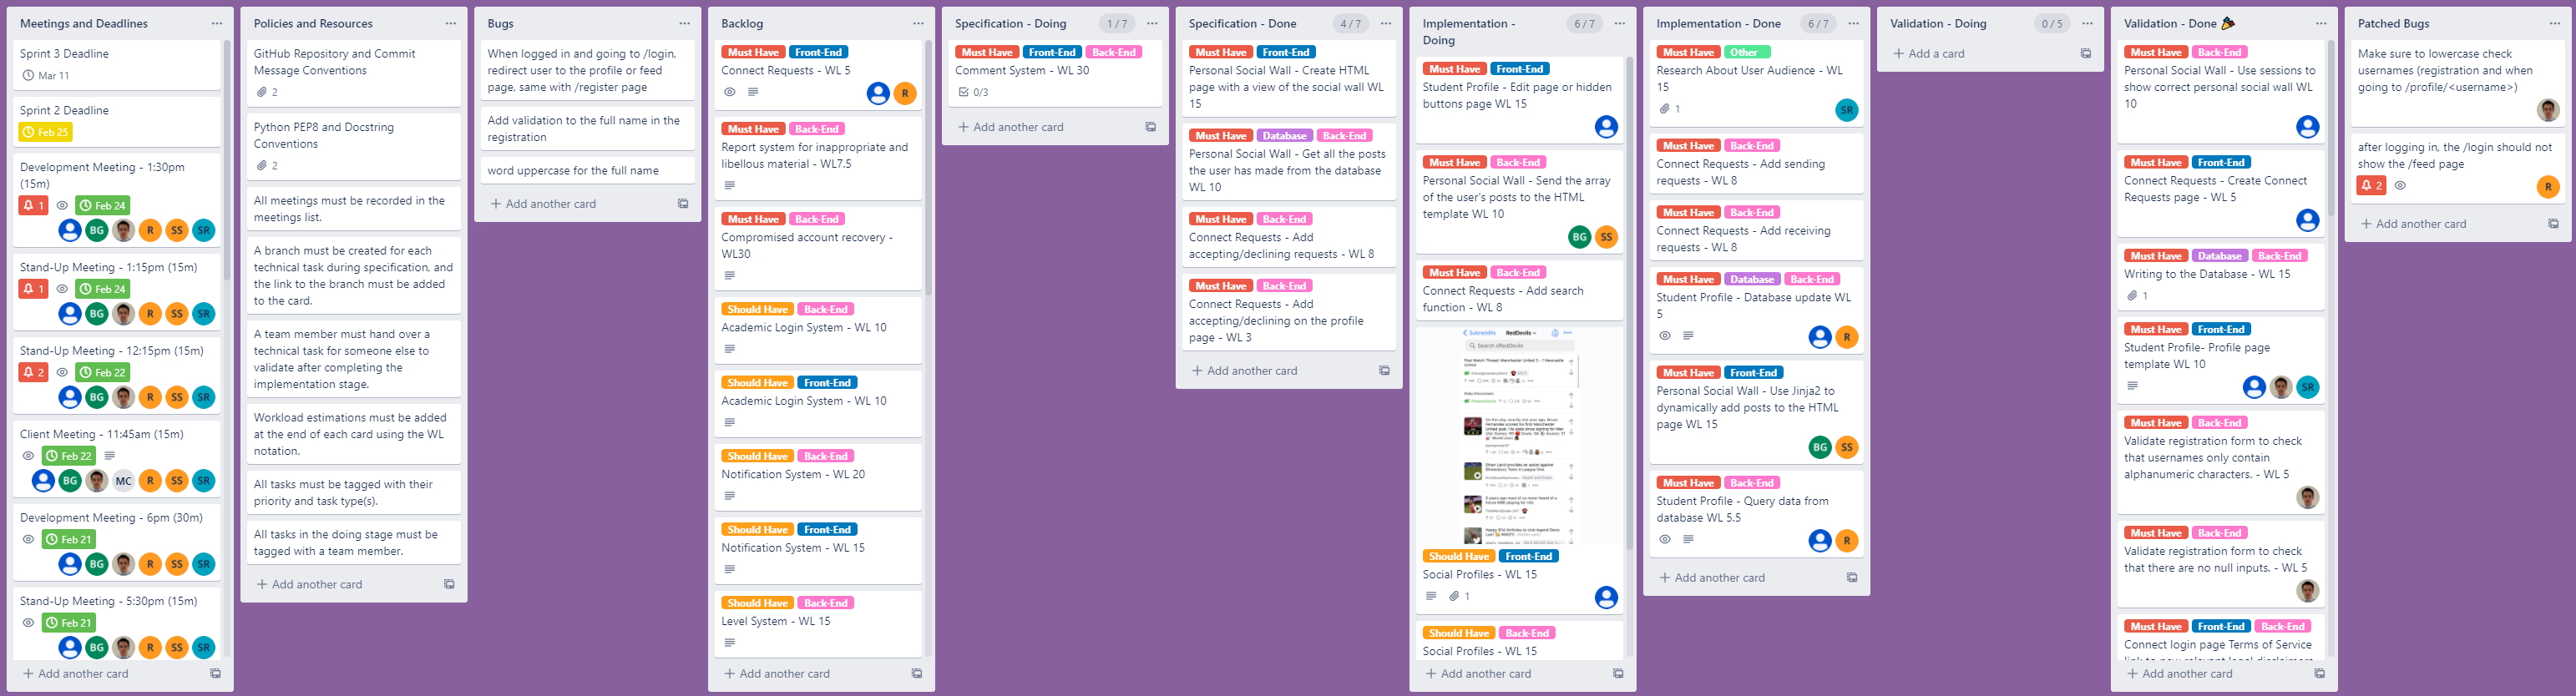 Meetings and Deadlines
Sprint 3 Deadline
Mar 11
Sprint 2 Deadline
Feb 25
Development Meeting - 1:30pm
(15m)
1
Feb 24
BG R SS SR
Stand-Up Meeting - 1:15pm (15m)
1
Feb 24
BG R SS SR
Stand-Up Meeting - 12:15pm (15m)
2
Feb 22
BG R SS SR
Client Meeting - 11:45am (15m)
Feb 22
BG MC R SS SR
Development Meeting - 6pm (30m)
Feb 21
BG R SS SR
Stand-Up Meeting - 5:30pm (15m)
Feb 21
BG R SS SR
+ Add another card
Policies and Resources
GitHub Repository and Commit
Message Conventions
2
Python PEP8 and Docstring
Conventions
2
All meetings must be recorded in the
meetings list.
A branch must be created for each
technical task during specification, and
the link to the branch must be added
to the card.
A team member must hand over a
technical task for someone else to
validate after completing the
implementation stage.
Workload estimations must be added
at the end of each card using the WL
notation.
All tasks must be tagged with their
priority and task type(s).
All tasks in the doing stage must be
tagged with a team member.
+ Add another card
Bugs
When logged in and going to /login,
redirect user to the profile or feed
page, same with /register page
Add validation to the full name in the
registration
word uppercase for the full name
+ Add another card
Backlog
Must Have Front-End
Connect Requests - WL 5
R
Must Have Back-End
Report system for inappropriate and
libellous material - WL7.5
Must Have Back-End
Compromised account recovery -
WL30
Should Have Back-End
Academic Login System - WL 10
Should Have Front-End
Academic Login System - WL 10
Should Have Back-End
Notification System - WL 20
Should Have Front-End
Notification System - WL 15
Should Have Back-End
Level System - WL 15
+ Add another card
Specification - Doing 1 / 7
Must Have Front-End Back-End
Comment System - WL 30
0/3
+ Add another card
Specification - Done 4 / 7
Must Have Front-End
Personal Social Wall - Create HTML
page with a view of the social wall WL
15
Must Have Database Back-End
Personal Social Wall - Get all the posts
the user has made from the database
WL 10
Must Have Back-End
Connect Requests - Add
accepting/declining requests - WL 8
Must Have Back-End
Connect Requests - Add
accepting/declining on the profile
page - WL 3
+ Add another card
Implementation - 6 / 7
Doing
Must Have Front-End
Student Profile - Edit page or hidden
buttons page WL 15
Must Have Back-End
Personal Social Wall - Send the array
of the user's posts to the HTML
template WL 10
BG SS
Must Have Back-End
Connect Requests - Add search
function - WL 8
Subreddits RedDevils
Search r/RedDevils
Daily Discussion
Should Have Front-End
Social Profiles - WL 15
1
Should Have Back-End
Social Profiles - WL 15
+ Add another card
Implementation - Done 6 / 7
Must Have Other
Research About User Audience - WL
15
1
SR
Must Have Back-End
Connect Requests - Add sending
requests - WL 8
Must Have Back-End
Connect Requests - Add receiving
requests - WL 8
Must Have Database Back-End
Student Profile - Database update WL
5
R
Must Have Front-End
Personal Social Wall - Use Jinja2 to
dynamically add posts to the HTML
page WL 15
BG SS
Must Have Back-End
Student Profile - Query data from
database WL 5.5
R
+ Add another card
Validation - Doing 0 / 5
+ Add a card
Validation - Done
Must Have Back-End
Personal Social Wall - Use sessions to
show correct personal social wall WL
10
Must Have Front-End
Connect Requests - Create Connect
Requests page - WL 5
Must Have Database Back-End
Writing to the Database - WL 15
1
Must Have Front-End
Student Profile- Profile page
template WL 10
SR
Must Have Back-End
Validate registration form to check
that usernames only contain
alphanumeric characters. - WL 5
Must Have Back-End
Validate registration form to check
that there are no null inputs. - WL 5
Must Have Front-End Back-End
Connect login page Terms of Service
+ Add another card
Patched Bugs
Make sure to lowercase check
usernames (registration and when
going to /profile/<username>)
after logging in, the /login should not
show the /feed page
2
R
+ Add another card